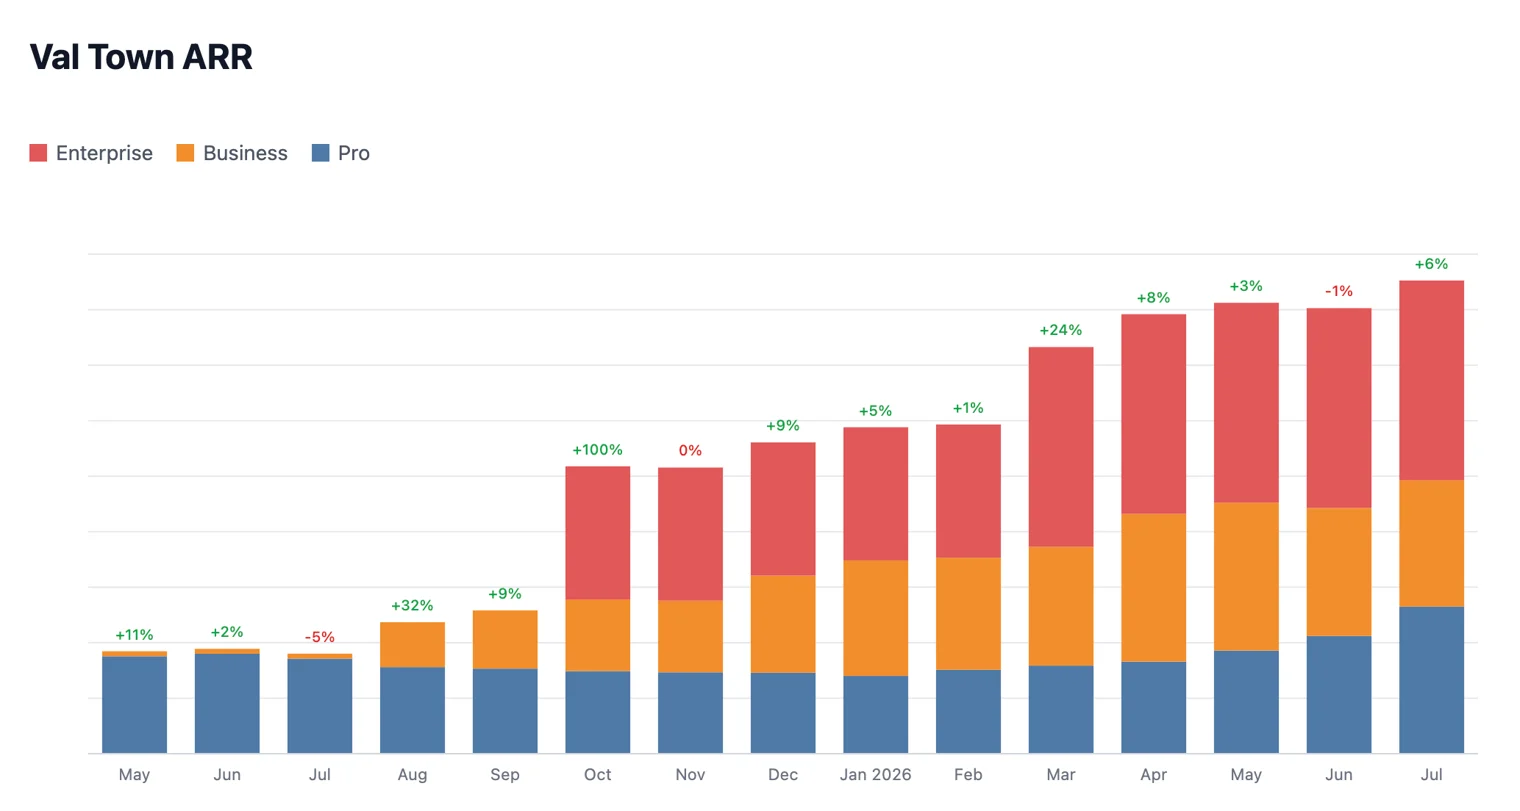 Val Town ARR
Enterprise Business Pro
+11% +2% -5% +32% +9% +100% 0% +9% +5% +1% +24% +8% +3% -1% +6%
May Jun Jul Aug Sep Oct Nov Dec Jan 2026 Feb Mar Apr May Jun Jul